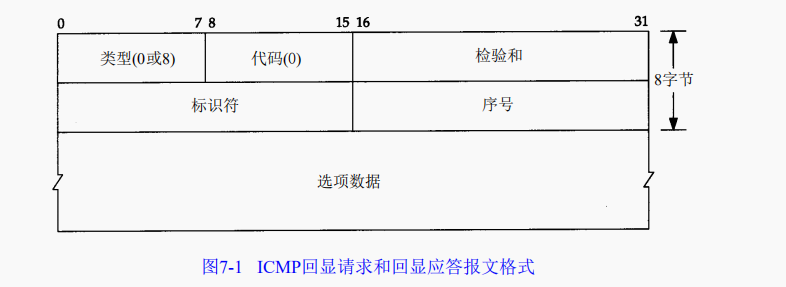 0 7 8 15 16 31
类型(0或8) 代码(0) 检验和
8字节
标识符 序号
选项数据
图7-1 ICMP回显请求和回显应答报文格式